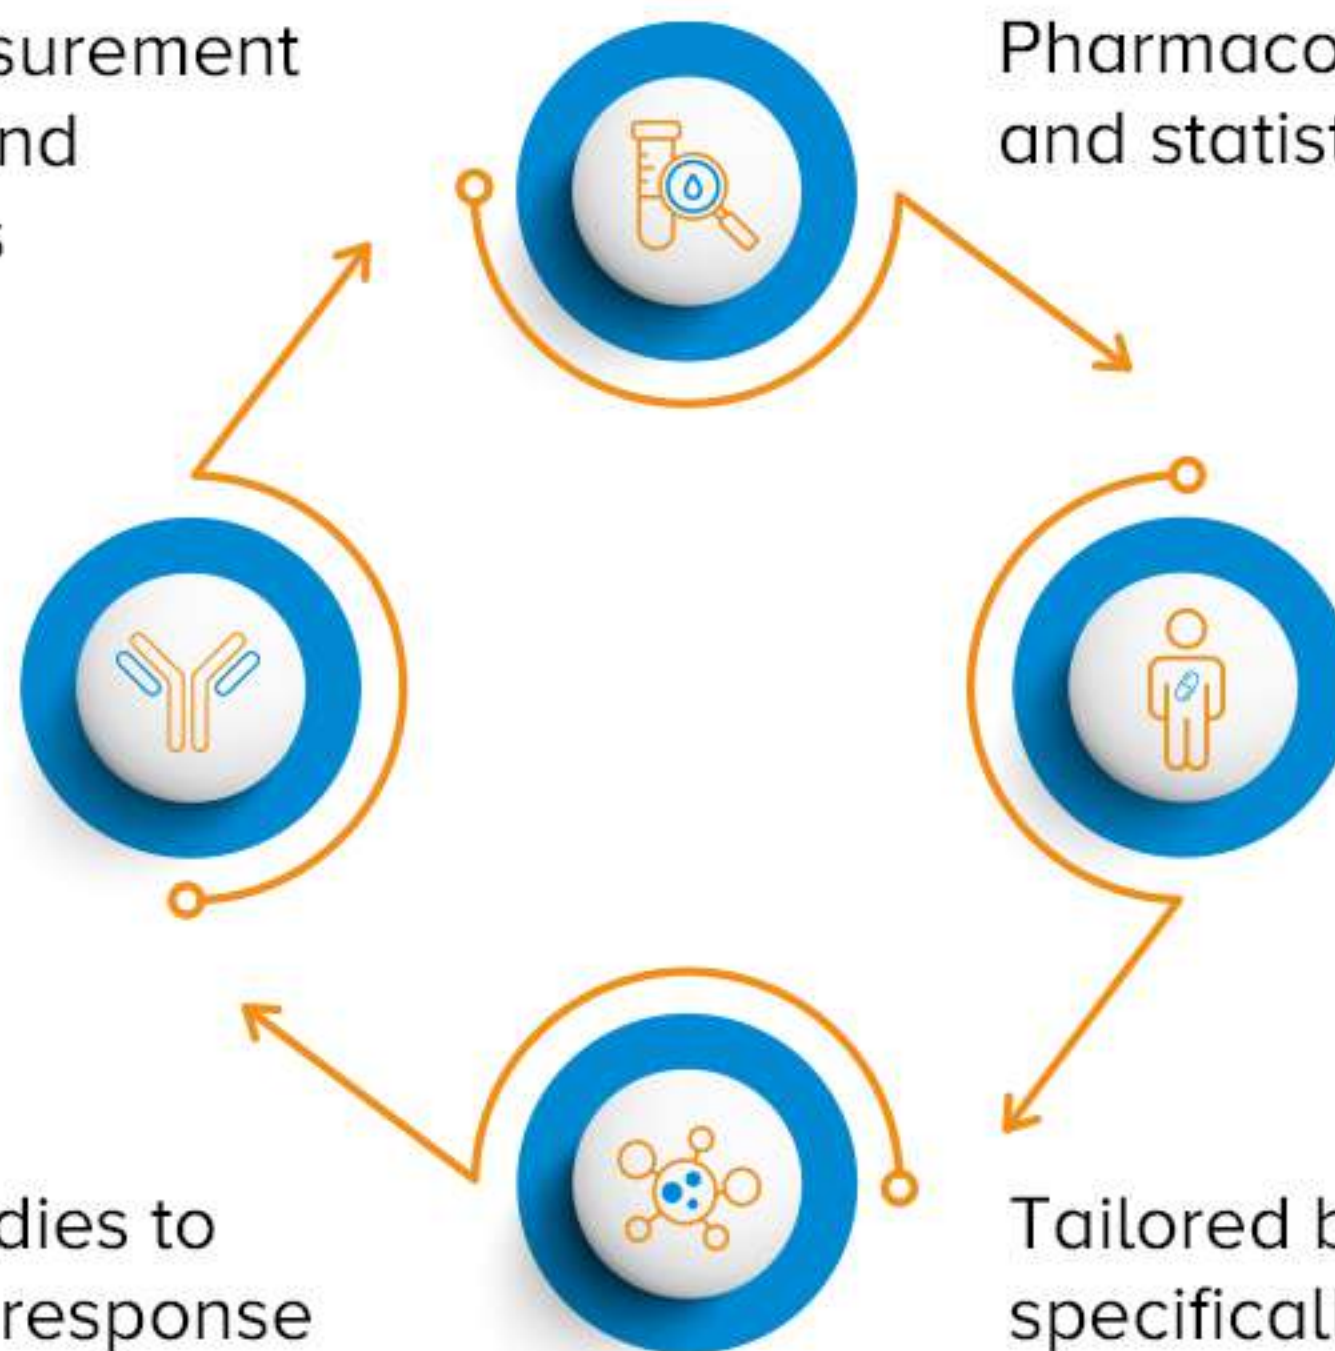 surement
nd
s
Pharmaco
and statist
dies to
response
Tailored b
specifical